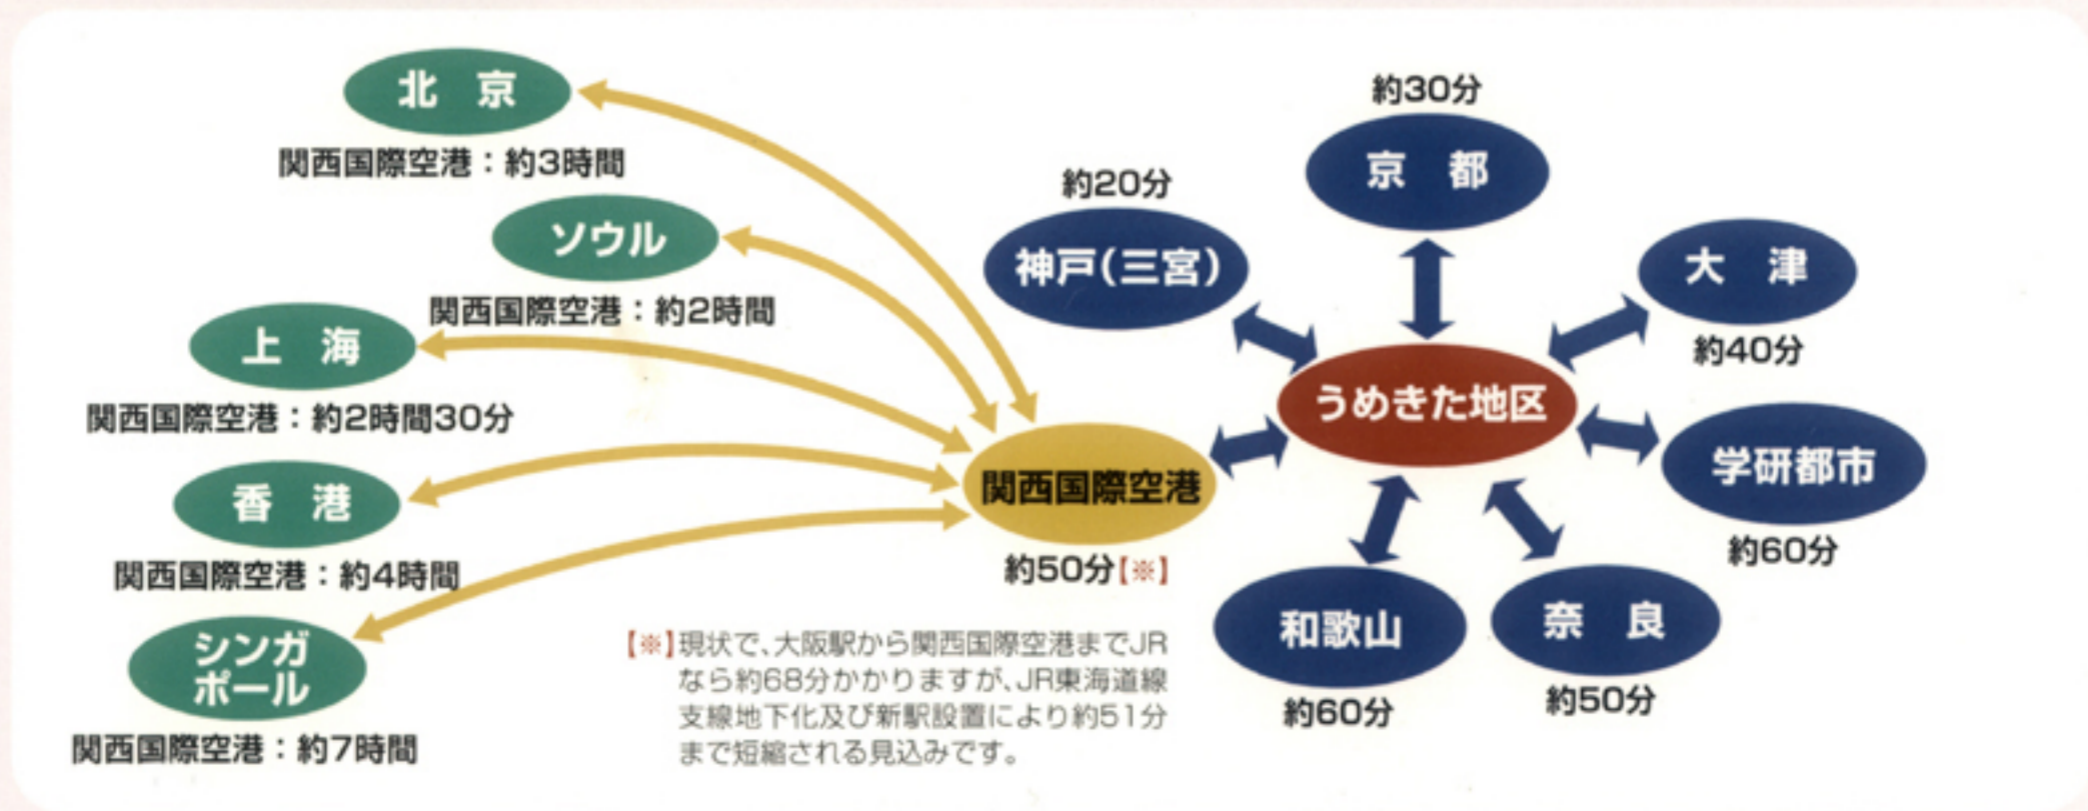 北　京
関西国際空港：約3時間
ソウル
関西国際空港：約2時間
上　海
関西国際空港：約2時間30分
香　港
関西国際空港：約4時間
シンガ
ポール
関西国際空港：約7時間
関西国際空港
約50分【※】
【※】現状で、大阪駅から関西国際空港までJR
なら約68分かかりますが、JR東海道線
支線地下化及び新駅設置により約51分
まで短縮される見込みです。
約20分
神戸（三宮）
約30分
京　都
大　津
約40分
うめきた地区
学研都市
約60分
和歌山
約60分
奈　良
約50分